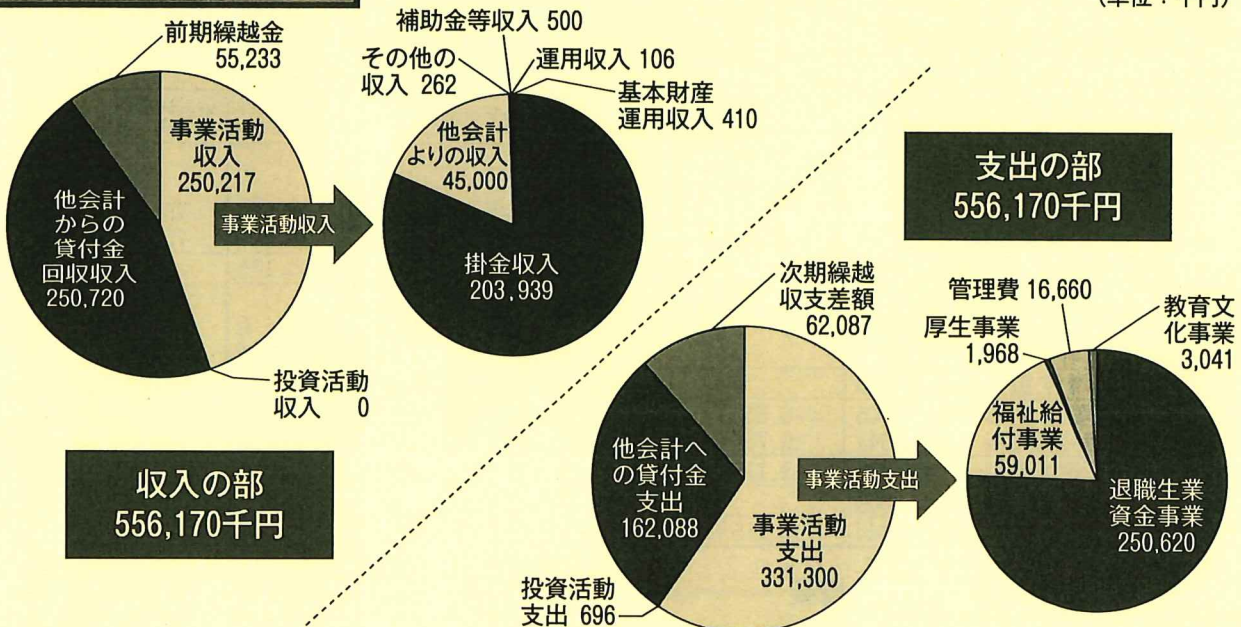 (単位：千円)
前期繰越金
55,233
事業活動
収入
250,217
他会計
からの
貸付金
回収収入
250,720
投資活動
収入 0
事業活動収入
補助金等収入 500
その他の
収入 262
運用収入 106
基本財産
運用収入 410
他会計
よりの収入
45,000
掛金収入
203,939
収入の部
556,170千円
支出の部
556,170千円
次期繰越
収支差額
62,087
他会計へ
の貸付金
支出
162,088
事業活動
支出
331,300
投資活動
支出 696
事業活動支出
管理費 16,660
厚生事業
1,968
教育文
化事業
3,041
福祉給
付事業
59,011
退職生業
資金事業
250,620